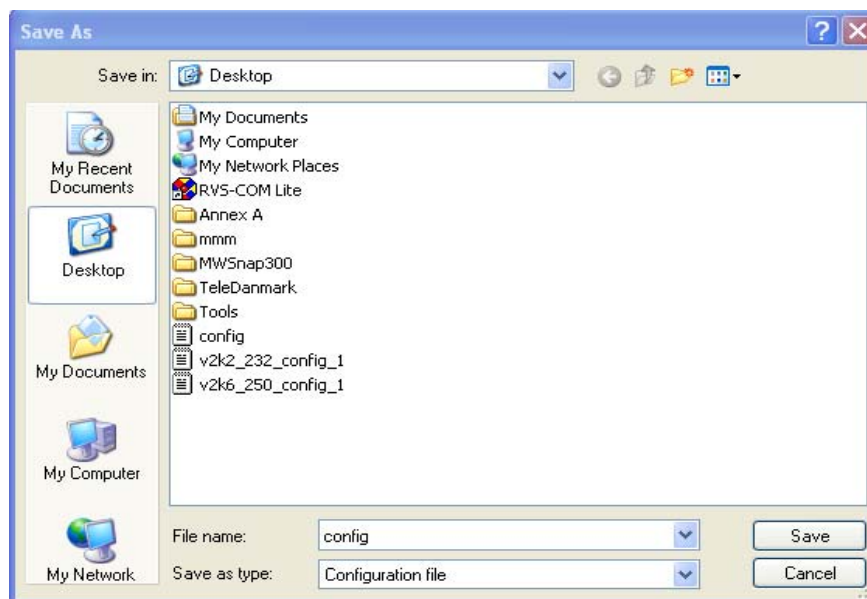 Save As
Save in: Desktop
My Recent
Documents
Desktop
My Documents
My Computer
My Network
My Documents
My Computer
My Network Places
RVS-COM Lite
Annex A
mmm
MWSnap300
TeleDanmark
Tools
config
v2k2_232_config_1
v2k6_250_config_1
File name: config
Save
Save as type: Configuration file
Cancel